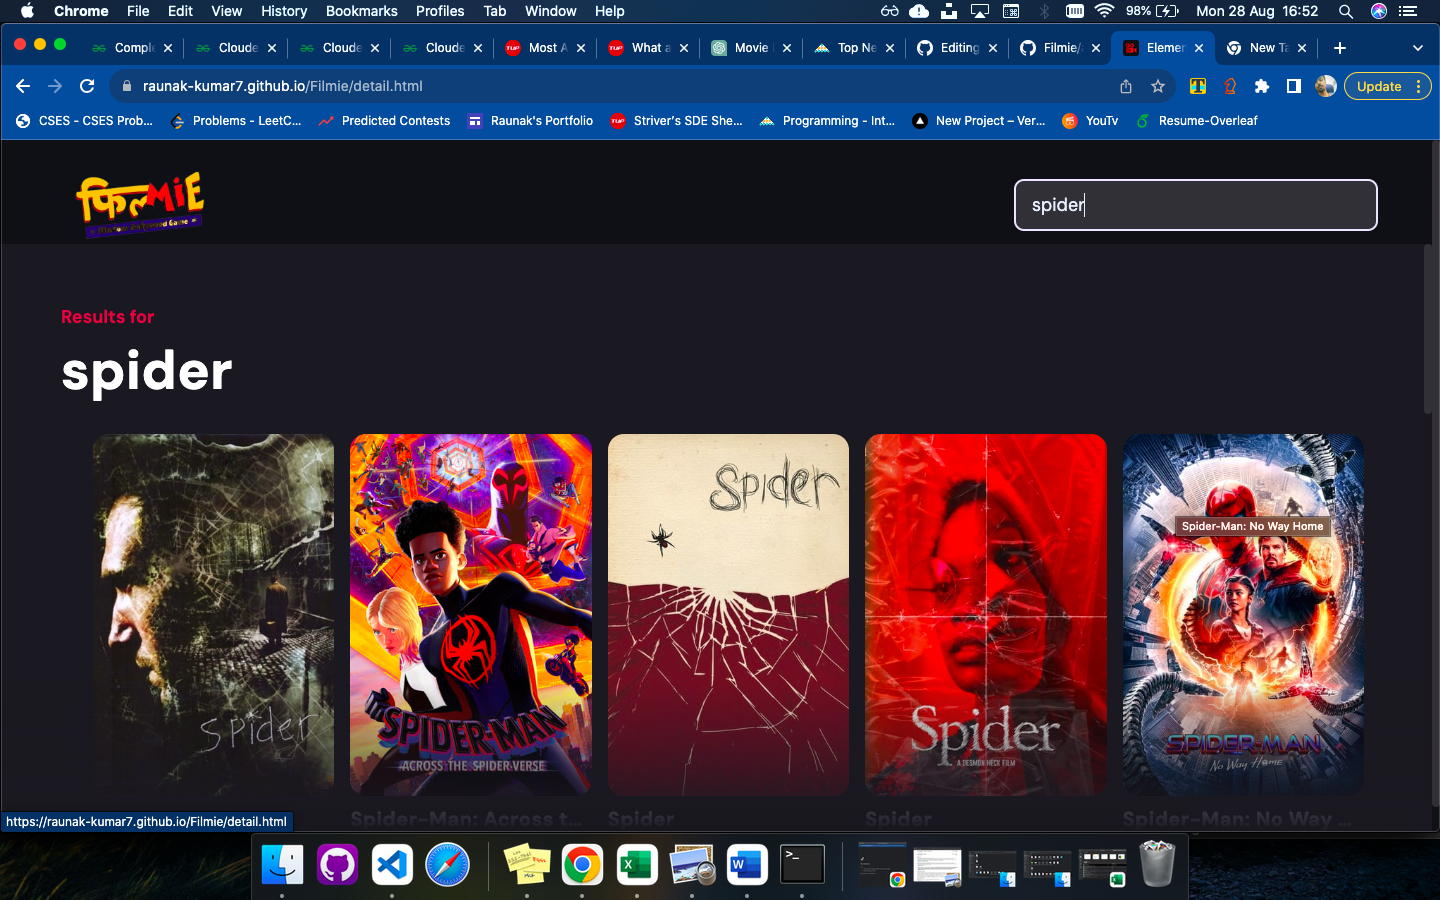 Chrome File Edit View History Bookmarks Profiles Tab Window Help 98% Mon 28 Aug 16:52
Comple Cloude Cloude Cloude Most A What a Movie Top Ne Editing Filmie/ Elemen New Ta
raunak-kumar7.github.io/Filmie/detail.html Update
CSES - CSES Prob... Problems - LeetC... Predicted Contests Raunak's Portfolio Striver's SDE She... Programming - Int... New Project – Ver... YouTv Resume-Overleaf
फिल्MiE
spider
Results for
spider
Spider
SPIDER-MAN
ACROSS THE SPIDER-VERSE
Spider
Spider
A DESMON HECK FILM
Spider-Man: No Way Home
SPIDER-MAN
No Way Home
Spider-Man: Across t... Spider Spider Spider-Man: No Way ...
https://raunak-kumar7.github.io/Filmie/detail.html